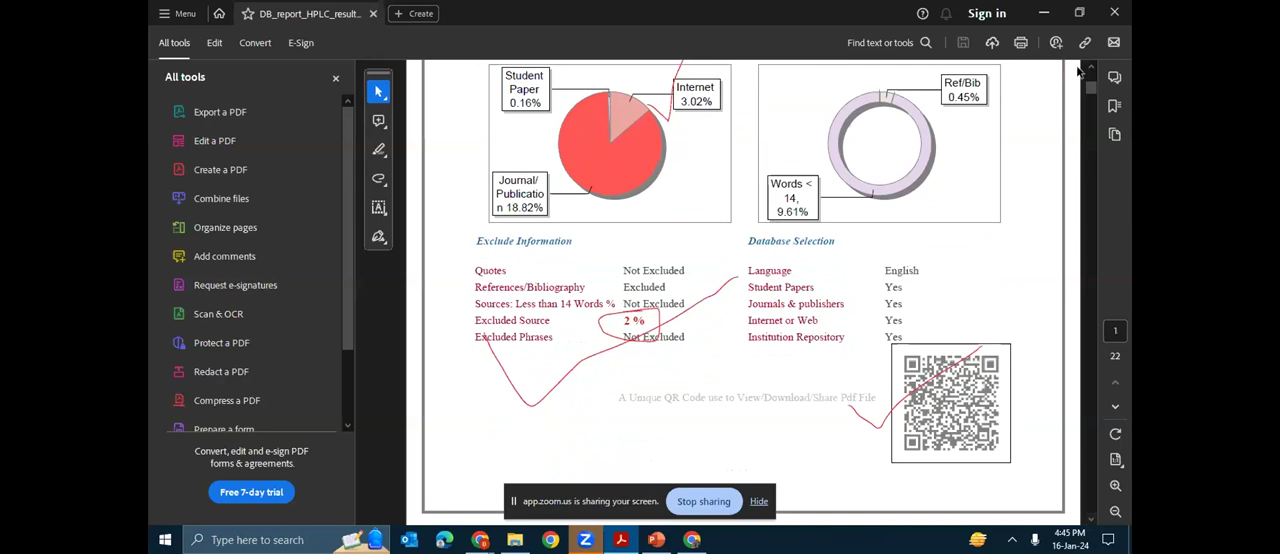 Menu
DB_report_HPLC_result...
Create
Sign in
All tools
Edit
Convert
E-Sign
Find text or tools
All tools
Export a PDF
Edit a PDF
Create a PDF
Combine files
Organize pages
Add comments
Request e-signatures
Scan & OCR
Protect a PDF
Redact a PDF
Compress a PDF
Prepare a form
Convert, edit and e-sign PDF
forms & agreements.
Free 7-day trial
Student
Paper
0.16%
Internet
3.02%
Journal/
Publicatio
n 18.82%
Ref/Bib
0.45%
Words <
14,
9.61%
Exclude Information
Quotes Not Excluded
References/Bibliography Excluded
Sources: Less than 14 Words % Not Excluded
Excluded Source 2 %
Excluded Phrases Not Excluded
Database Selection
Language English
Student Papers Yes
Journals & publishers Yes
Internet or Web Yes
Institution Repository Yes
A Unique QR Code use to View/Download/Share Pdf File
1
22
app.zoom.us is sharing your screen.
Stop sharing
Hide
Type here to search
4:45 PM
16-Jan-24